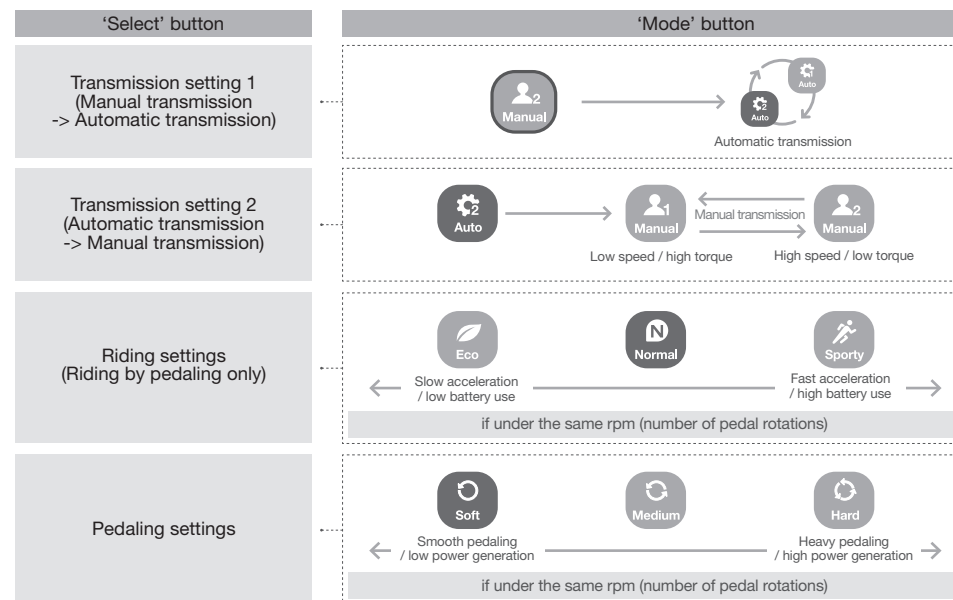 ‘Select’ button
‘Mode’ button
Transmission setting 1
(Manual transmission
-> Automatic transmission)
2
Manual
1
Auto
2
Auto
Automatic transmission
Transmission setting 2
(Automatic transmission
-> Manual transmission)
2
Auto
1
Manual
Manual transmission
2
Manual
Low speed / high torque
High speed / low torque
Riding settings
(Riding by pedaling only)
Eco
N
Normal
Sporty
Slow acceleration
/ low battery use
Fast acceleration
/ high battery use
if under the same rpm (number of pedal rotations)
Pedaling settings
Soft
Medium
Hard
Smooth pedaling
/ low power generation
Heavy pedaling
/ high power generation
if under the same rpm (number of pedal rotations)